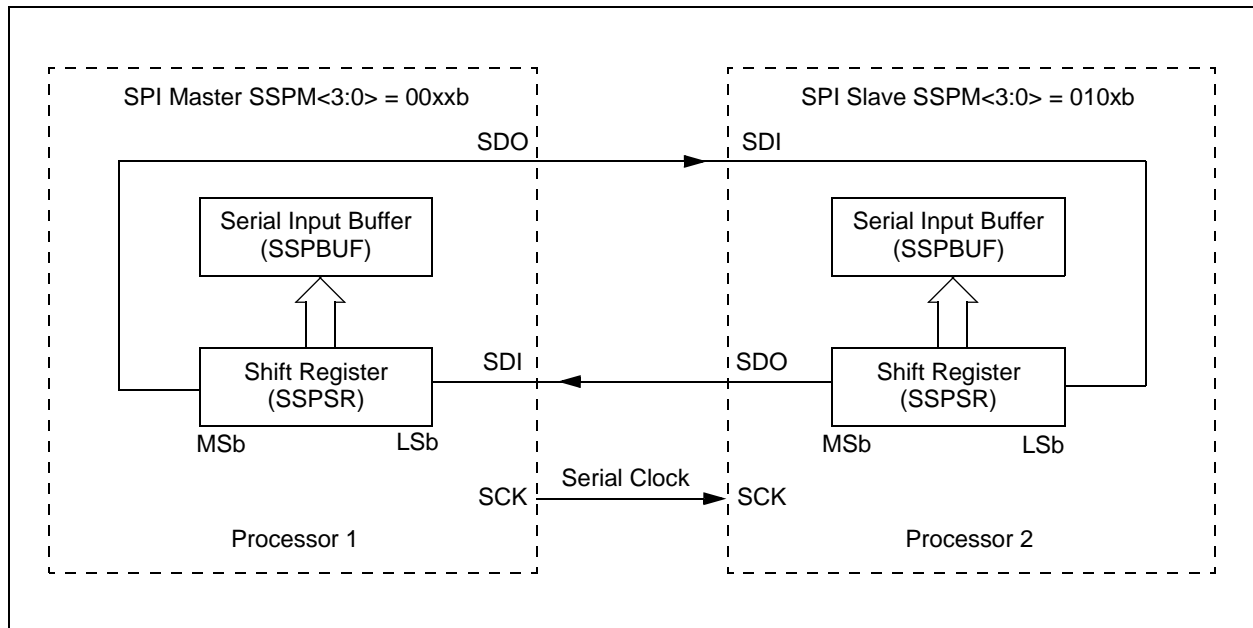 SPI Master SSPM<3:0> = 00xxb
SPI Slave SSPM<3:0> = 010xb
SDO
SDI
Serial Input Buffer
(SSPBUF)
Serial Input Buffer
(SSPBUF)
SDI
SDO
Shift Register
(SSPSR)
Shift Register
(SSPSR)
MSb
LSb
MSb
LSb
Serial Clock
SCK
SCK
Processor 1
Processor 2